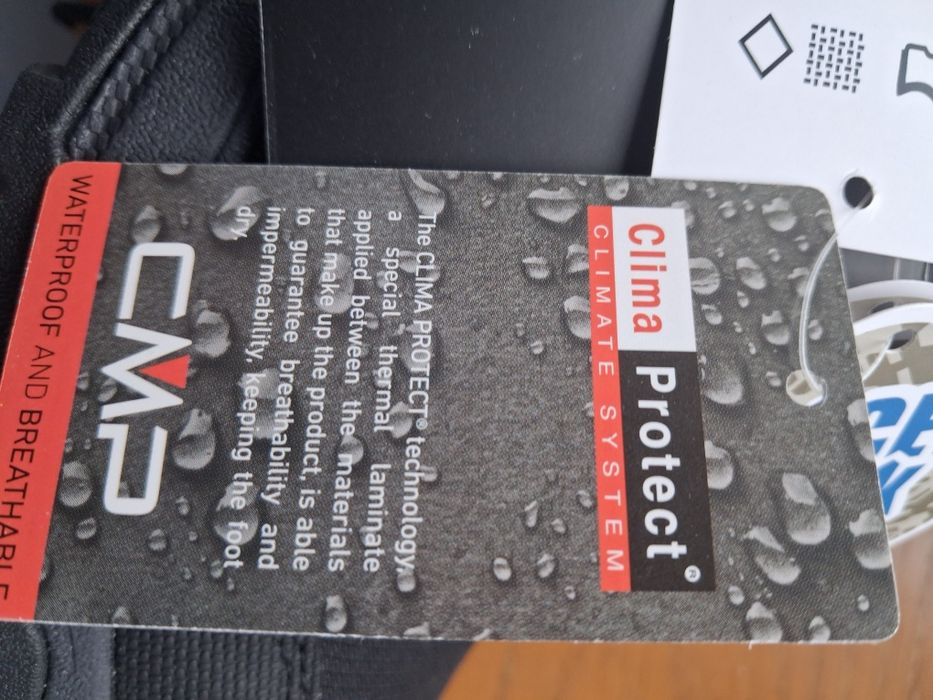 Clima Protect®
CLIMATE SYSTEM
The CLIMA PROTECT® technology,
a special thermal laminate
applied between the materials
that make up the product, is able
to guarantee breathability and
impermeability, keeping the foot
dry.
CMP
WATERPROOF AND BREATHABLE